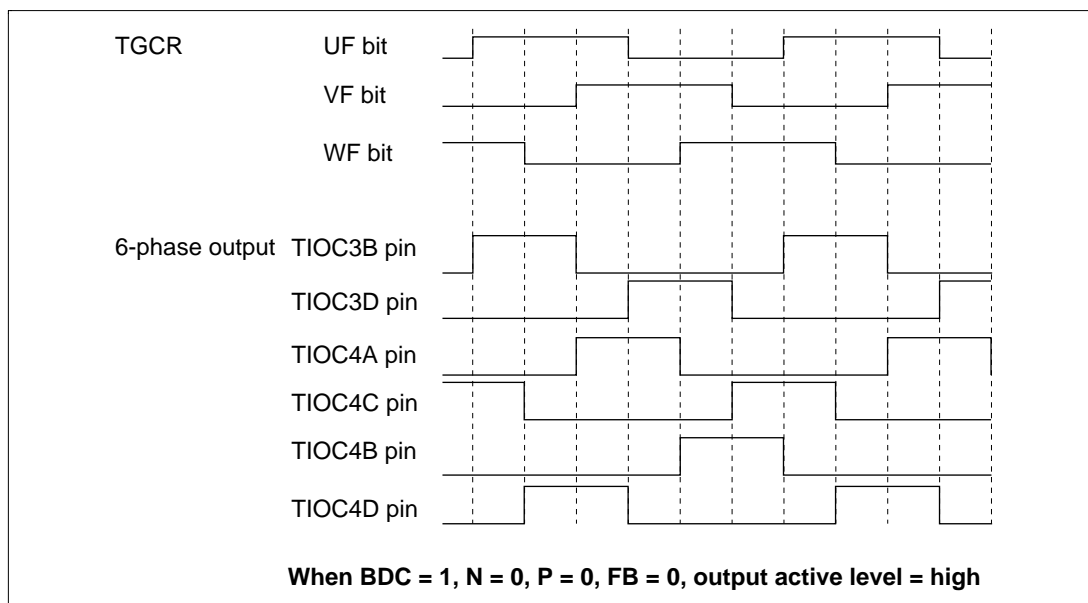 TGCR UF bit
VF bit
WF bit
6-phase output TIOC3B pin
TIOC3D pin
TIOC4A pin
TIOC4C pin
TIOC4B pin
TIOC4D pin
When BDC = 1, N = 0, P = 0, FB = 0, output active level = high